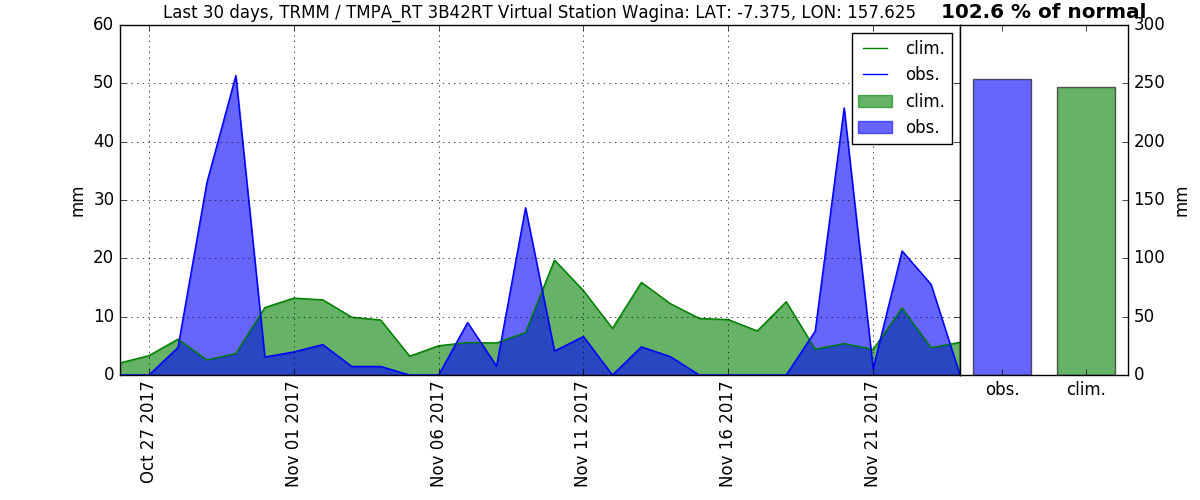 Last 30 days, TRMM / TMPA_RT 3B42RT Virtual Station Wagina: LAT: -7.375, LON: 157.625
102.6 % of normal
60
50
40
30
20
10
0
mm
clim.
obs.
clim.
obs.
300
250
200
150
100
50
0
mm
Oct 27 2017
Nov 01 2017
Nov 06 2017
Nov 11 2017
Nov 16 2017
Nov 21 2017
obs.
clim.